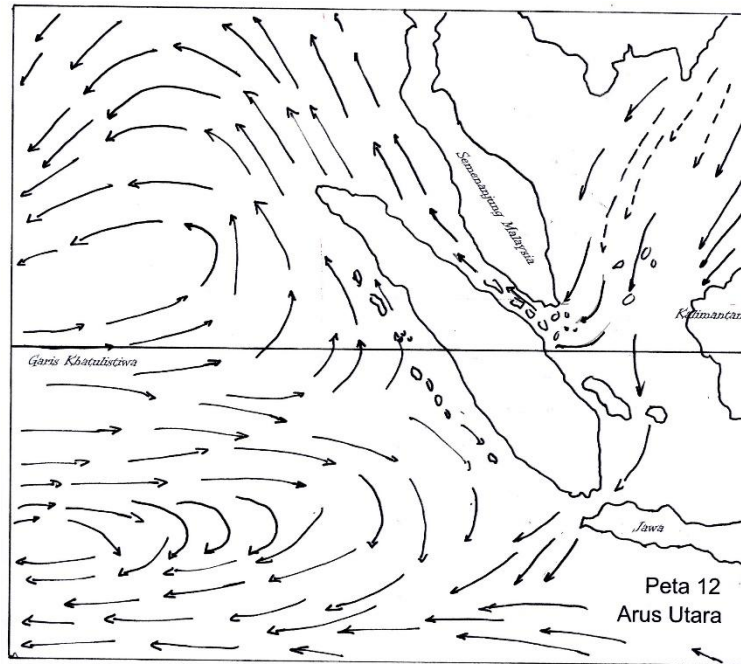 Semenanjung Malaysia
Kalimantan
Garis Khatulistiwa
Jawa
Peta 12
Arus Utara